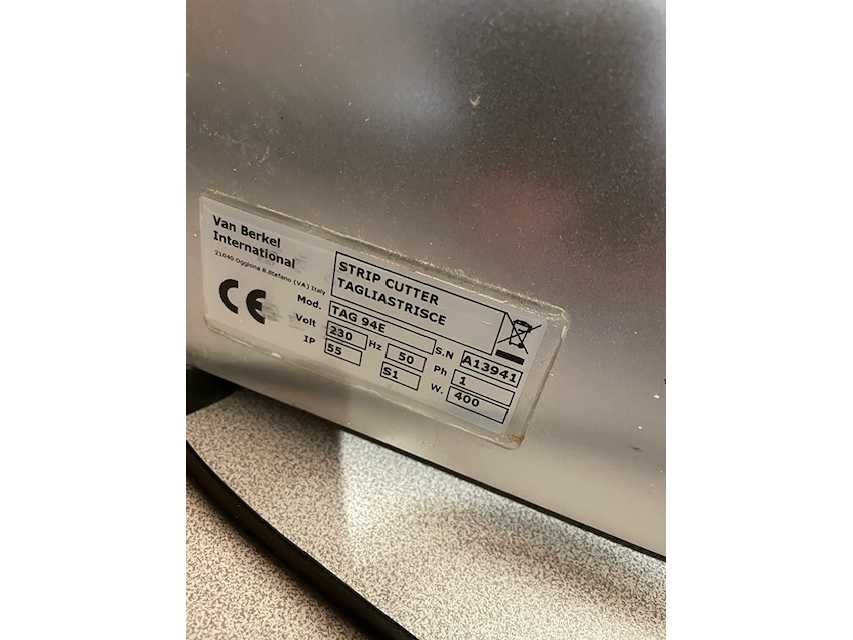 Van Berkel
International
21040 Oggiona S.Stefano (VA) Italy
CE
STRIP CUTTER
TAGLIASTRISCE
Mod. TAG 94E S.N A13941
Volt 230 Hz 50 Ph 1
IP 55 S1 W. 400